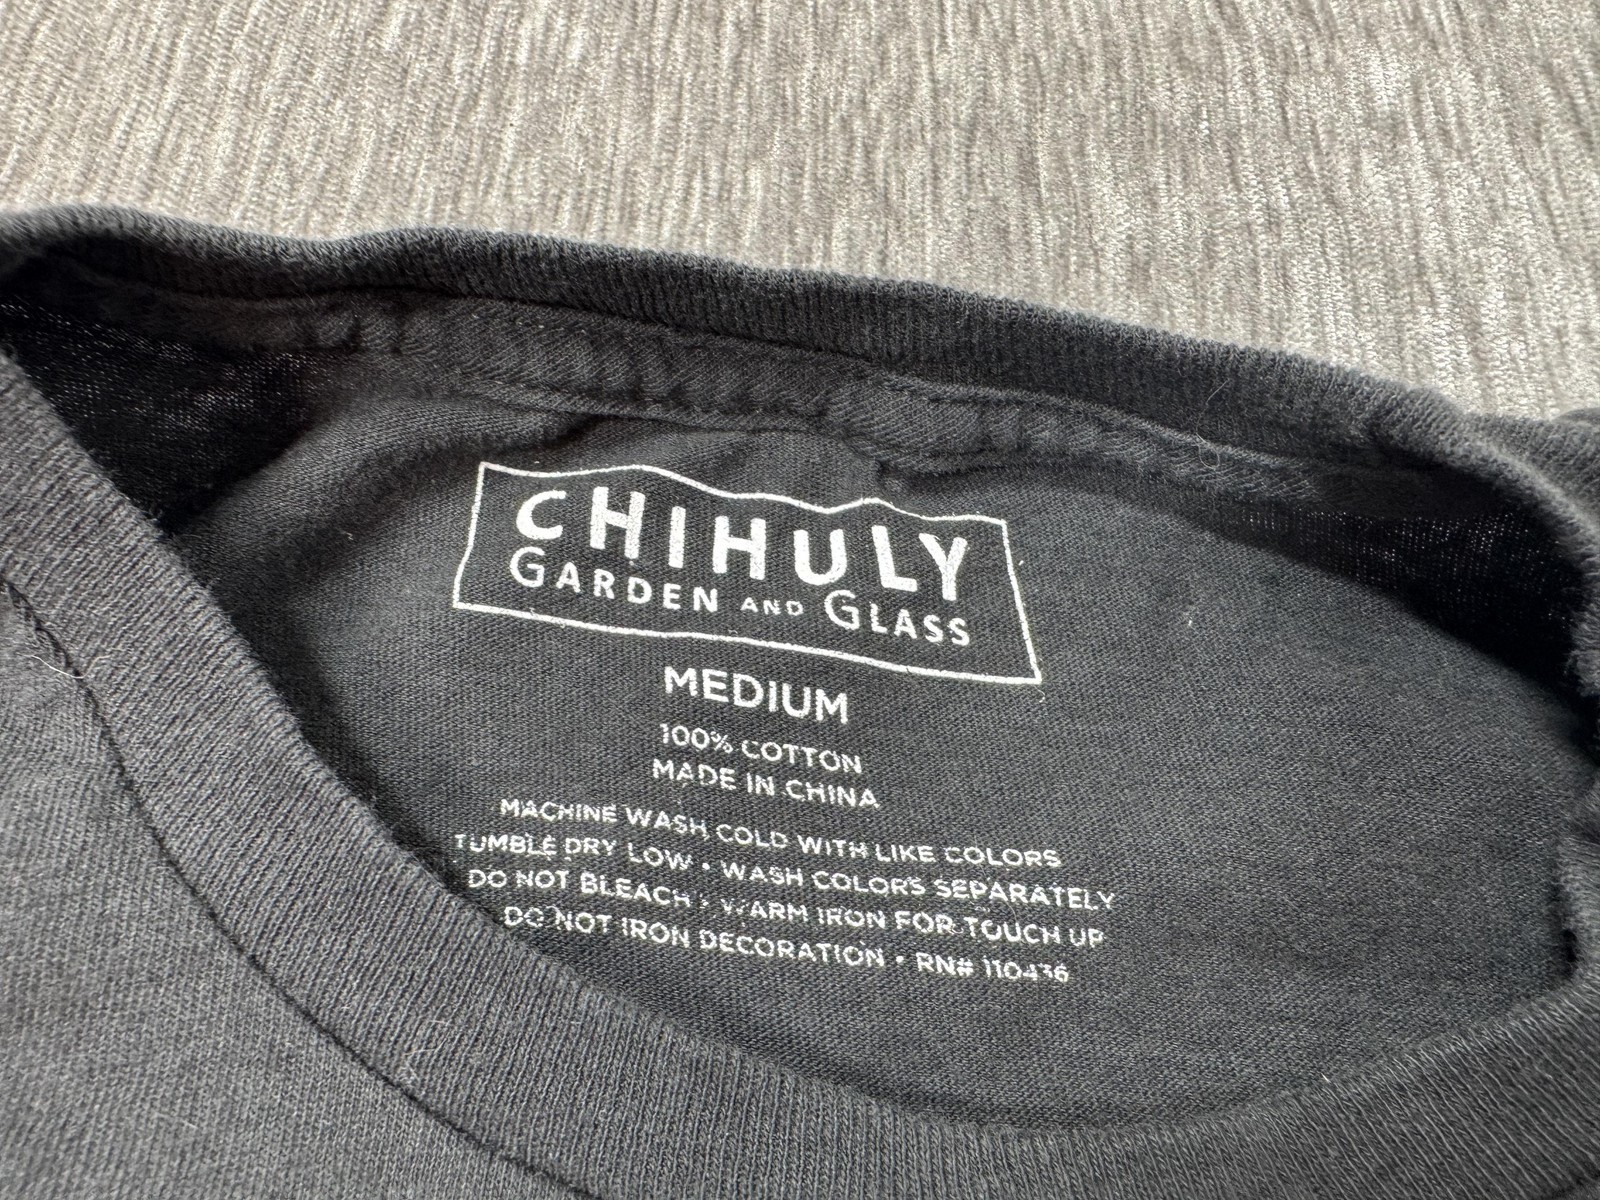 CHIHULY
GARDEN AND GLASS
MEDIUM
100% COTTON
MADE IN CHINA
MACHINE WASH COLD WITH LIKE COLORS
TUMBLE DRY LOW • WASH COLORS SEPARATELY
DO NOT BLEACH • WARM IRON FOR TOUCH UP
DO NOT IRON DECORATION • RN# 110436